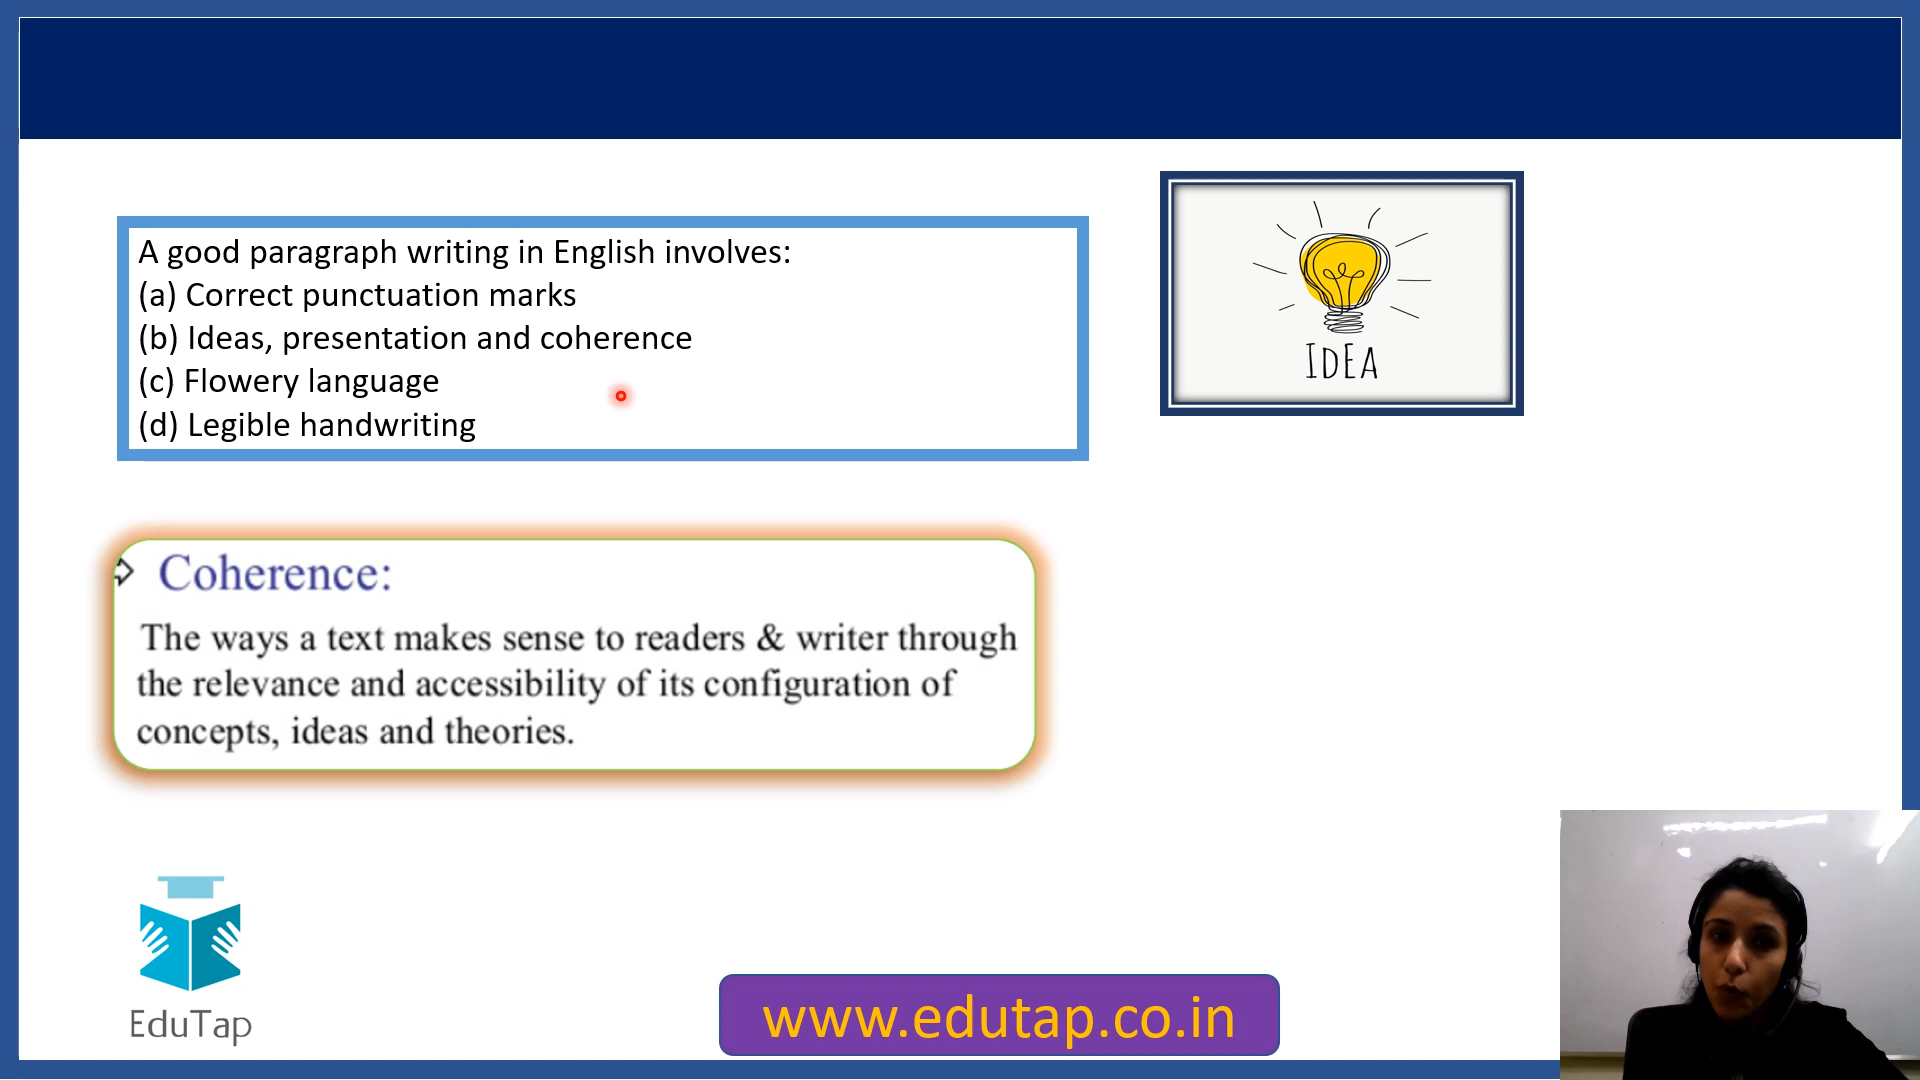 A good paragraph writing in English involves:
(a) Correct punctuation marks
(b) Ideas, presentation and coherence
(c) Flowery language
(d) Legible handwriting
IDEA
Coherence:
The ways a text makes sense to readers & writer through
the relevance and accessibility of its configuration of
concepts, ideas and theories.
EduTap
www.edutap.co.in